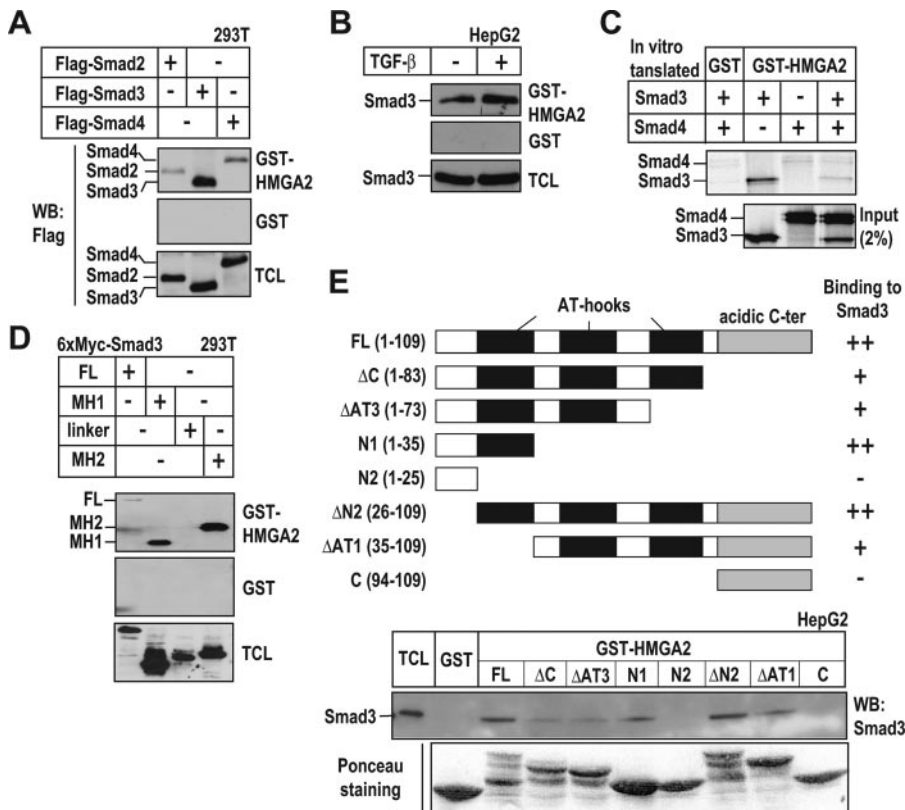 A
293T
Flag-Smad2 + -
Flag-Smad3 - + -
Flag-Smad4 - +
WB: Flag
Smad4
Smad2
Smad3
GST-HMGA2
GST
Smad4
Smad2
Smad3
TCL
B
HepG2
TGF-β - +
Smad3
GST-HMGA2
GST
Smad3
TCL
C
In vitro tanslated
GST GST-HMGA2
Smad3 + + - +
Smad4 + - + +
Smad4
Smad3
Smad4
Smad3
Input (2%)
D
6xMyc-Smad3 293T
FL + -
MH1 - + -
linker - + -
MH2 - +
FL
MH2
MH1
GST-HMGA2
GST
TCL
E
AT-hooks
acidic C-ter
Binding to Smad3
FL (1-109) ++
ΔC (1-83) +
ΔAT3 (1-73) +
N1 (1-35) ++
N2 (1-25) -
ΔN2 (26-109) ++
ΔAT1 (35-109) +
C (94-109) -
HepG2
TCL GST GST-HMGA2
FL ΔC ΔAT3 N1 N2 ΔN2 ΔAT1 C
Smad3
WB: Smad3
Ponceau staining